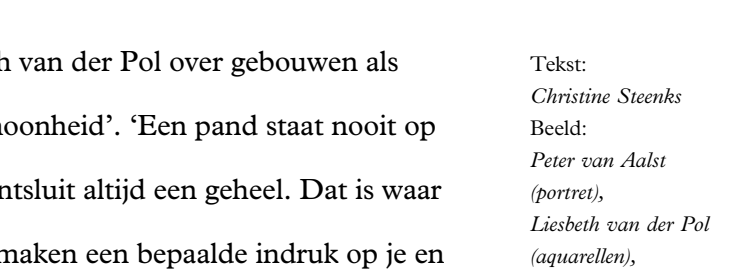 h van der Pol over gebouwen als
hoonheid’. ‘Een pand staat nooit op
ntsluit altijd een geheel. Dat is waar
maken een bepaalde indruk op je en
Tekst:
Christine Steenks
Beeld:
Peter van Aalst
(portret),
Liesbeth van der Pol
(aquarellen),